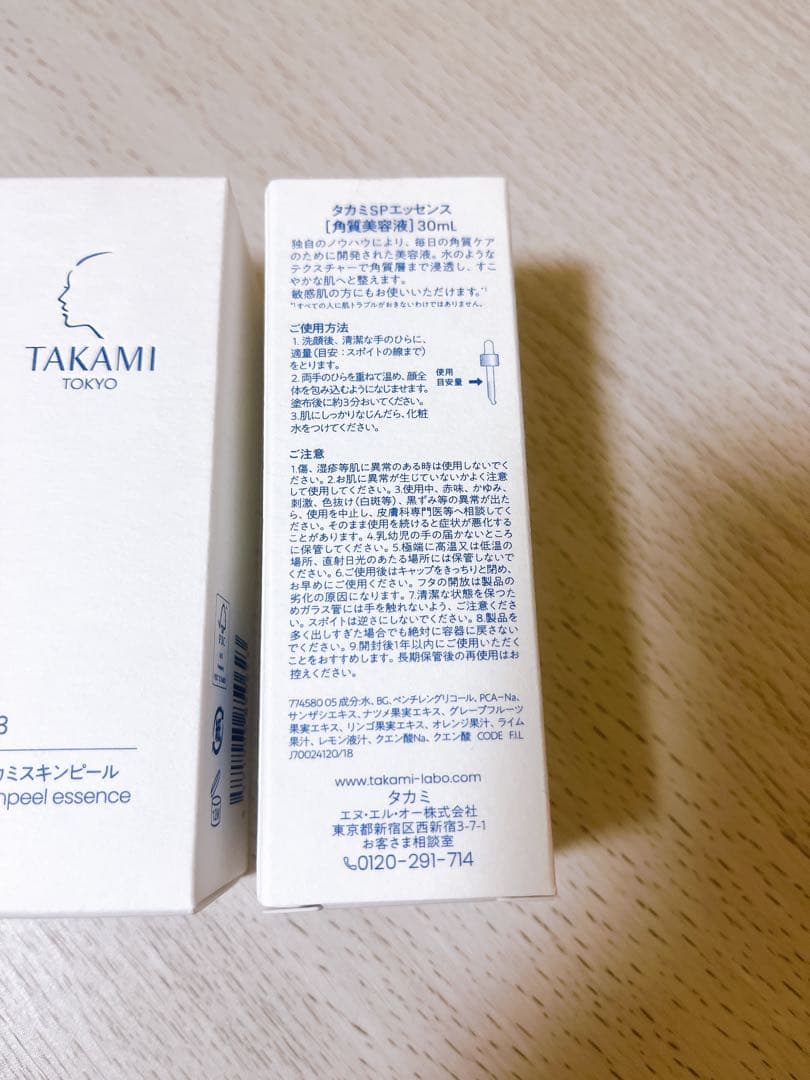 TAKAMI
TOKYO
3
カミスキンピール
npeel essence
FSC
12M
タカミSPエッセンス
[角質美容液]30mL
独自のノウハウにより、毎日の角質ケア
のために開発された美容液。水のような
テクスチャーで角質層まで浸透し、すこ
やかな肌へと整えます。
敏感肌の方にもお使いいただけます。*1
*1すべての人に肌トラブルがおきないわけではありません。
ご使用方法
1. 洗顔後、清潔な手のひらに、
適量(目安:スポイトの線まで)
をとります。
2. 両手のひらを重ねて温め、顔全
体を包み込むようになじませます。
塗布後に約3分おいてください。
3.肌にしっかりなじんだら、化粧
水をつけてください。
使用
目安量
ご注意
1.傷、湿疹等肌に異常のある時は使用しないでく
ださい。2.お肌に異常が生じていないかよく注意
して使用してください。3.使用中、赤味、かゆみ、
刺激、色抜け(白斑等)、黒ずみ等の異常が出た
ら、使用を中止し、皮膚科専門医等へ相談してく
ださい。そのまま使用を続けると症状が悪化する
ことがあります。4.乳幼児の手の届かないところ
に保管してください。5.極端に高温又は低温の
場所、直射日光のあたる場所には保管しないで
ください。6.ご使用後はキャップをきっちりと閉め、
お早めにご使用ください。フタの開放は製品の
劣化の原因になります。7.清潔な状態を保つた
めガラス管には手を触れないよう、ご注意くださ
い。スポイトは逆さにしないでください。8.製品を
多く出しすぎた場合でも絶対に容器に戻さない
でください。9.開封後1年以内にご使用いただく
ことをおすすめします。長期保管後の再使用はお
控えください。
774580 05 成分:水、BG、ペンチレングリコール、PCA-Na、
サンザシエキス、ナツメ果実エキス、グレープフルーツ
果実エキス、リンゴ果実エキス、オレンジ果汁、ライム
果汁、レモン液汁、クエン酸Na、クエン酸 CODE F.I.L
J70024120/18
www.takami-labo.com
タカミ
エヌ・エル・オー株式会社
東京都新宿区西新宿3-7-1
お客さま相談室
0120-291-714